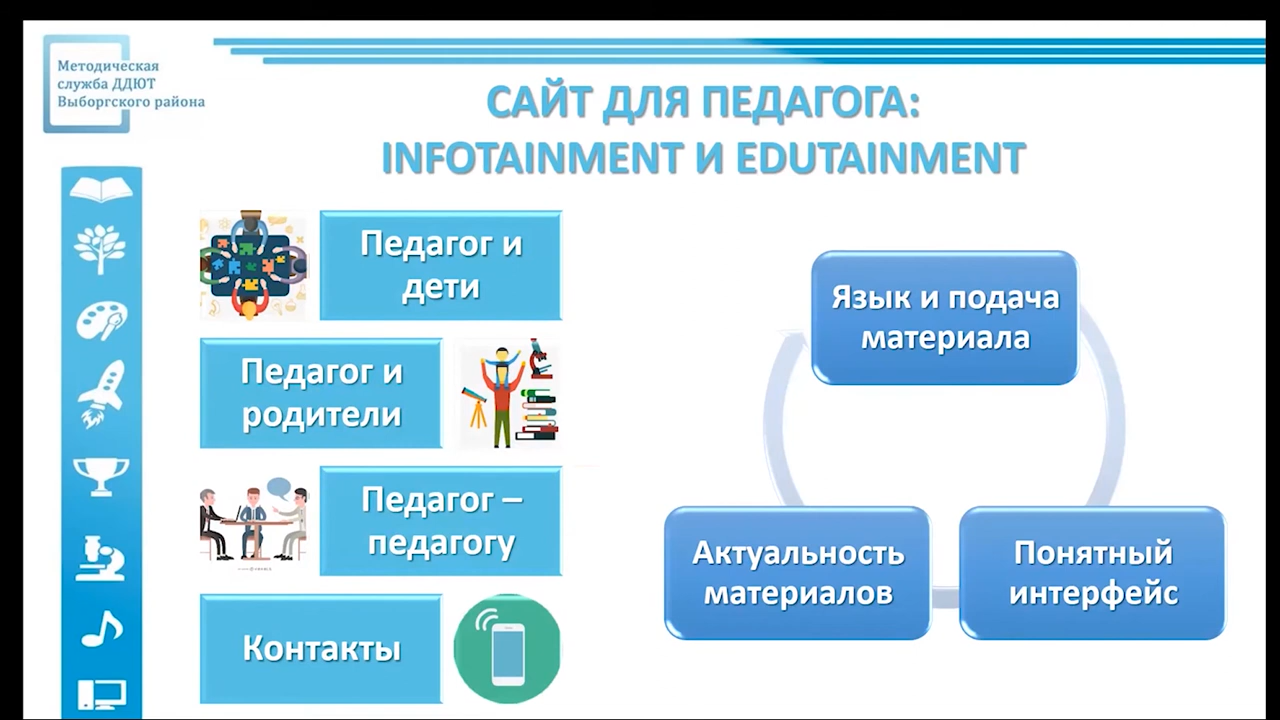 Методическая
служба ДДЮТ
Выборгского района
САЙТ ДЛЯ ПЕДАГОГА:
INFOTAINMENT И EDUTAINMENT
Педагог и
дети
Педагог и
родители
Педагог –
педагогу
Контакты
Язык и подача
материала
Актуальность
материалов
Понятный
интерфейс